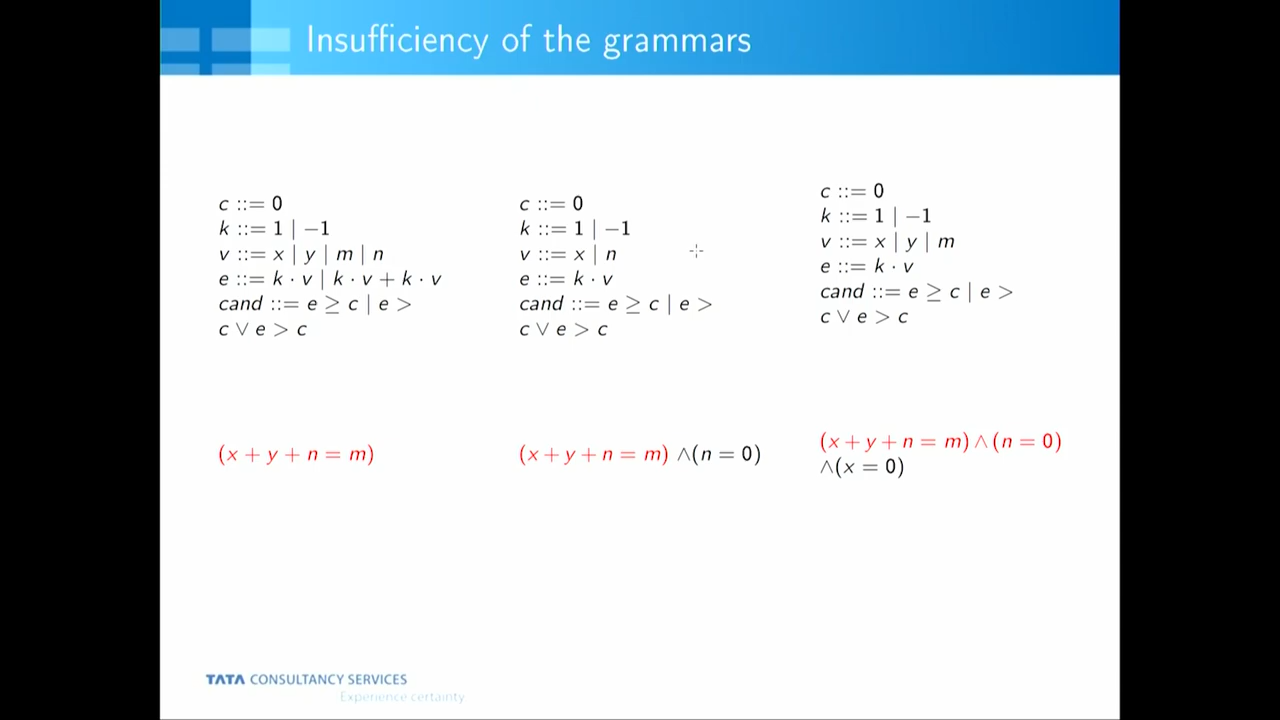 Insufficiency of the grammars
c ::= 0
k ::= 1 | −1
v ::= x | y | m | n
e ::= k · v | k · v + k · v
cand ::= e ≥ c | e >
c ∨ e > c
(x + y + n = m)
c ::= 0
k ::= 1 | −1
v ::= x | n
e ::= k · v
cand ::= e ≥ c | e >
c ∨ e > c
(x + y + n = m) ∧(n = 0)
c ::= 0
k ::= 1 | −1
v ::= x | y | m
e ::= k · v
cand ::= e ≥ c | e >
c ∨ e > c
(x + y + n = m) ∧ (n = 0)
∧(x = 0)
TATA CONSULTANCY SERVICES
Experience certainty